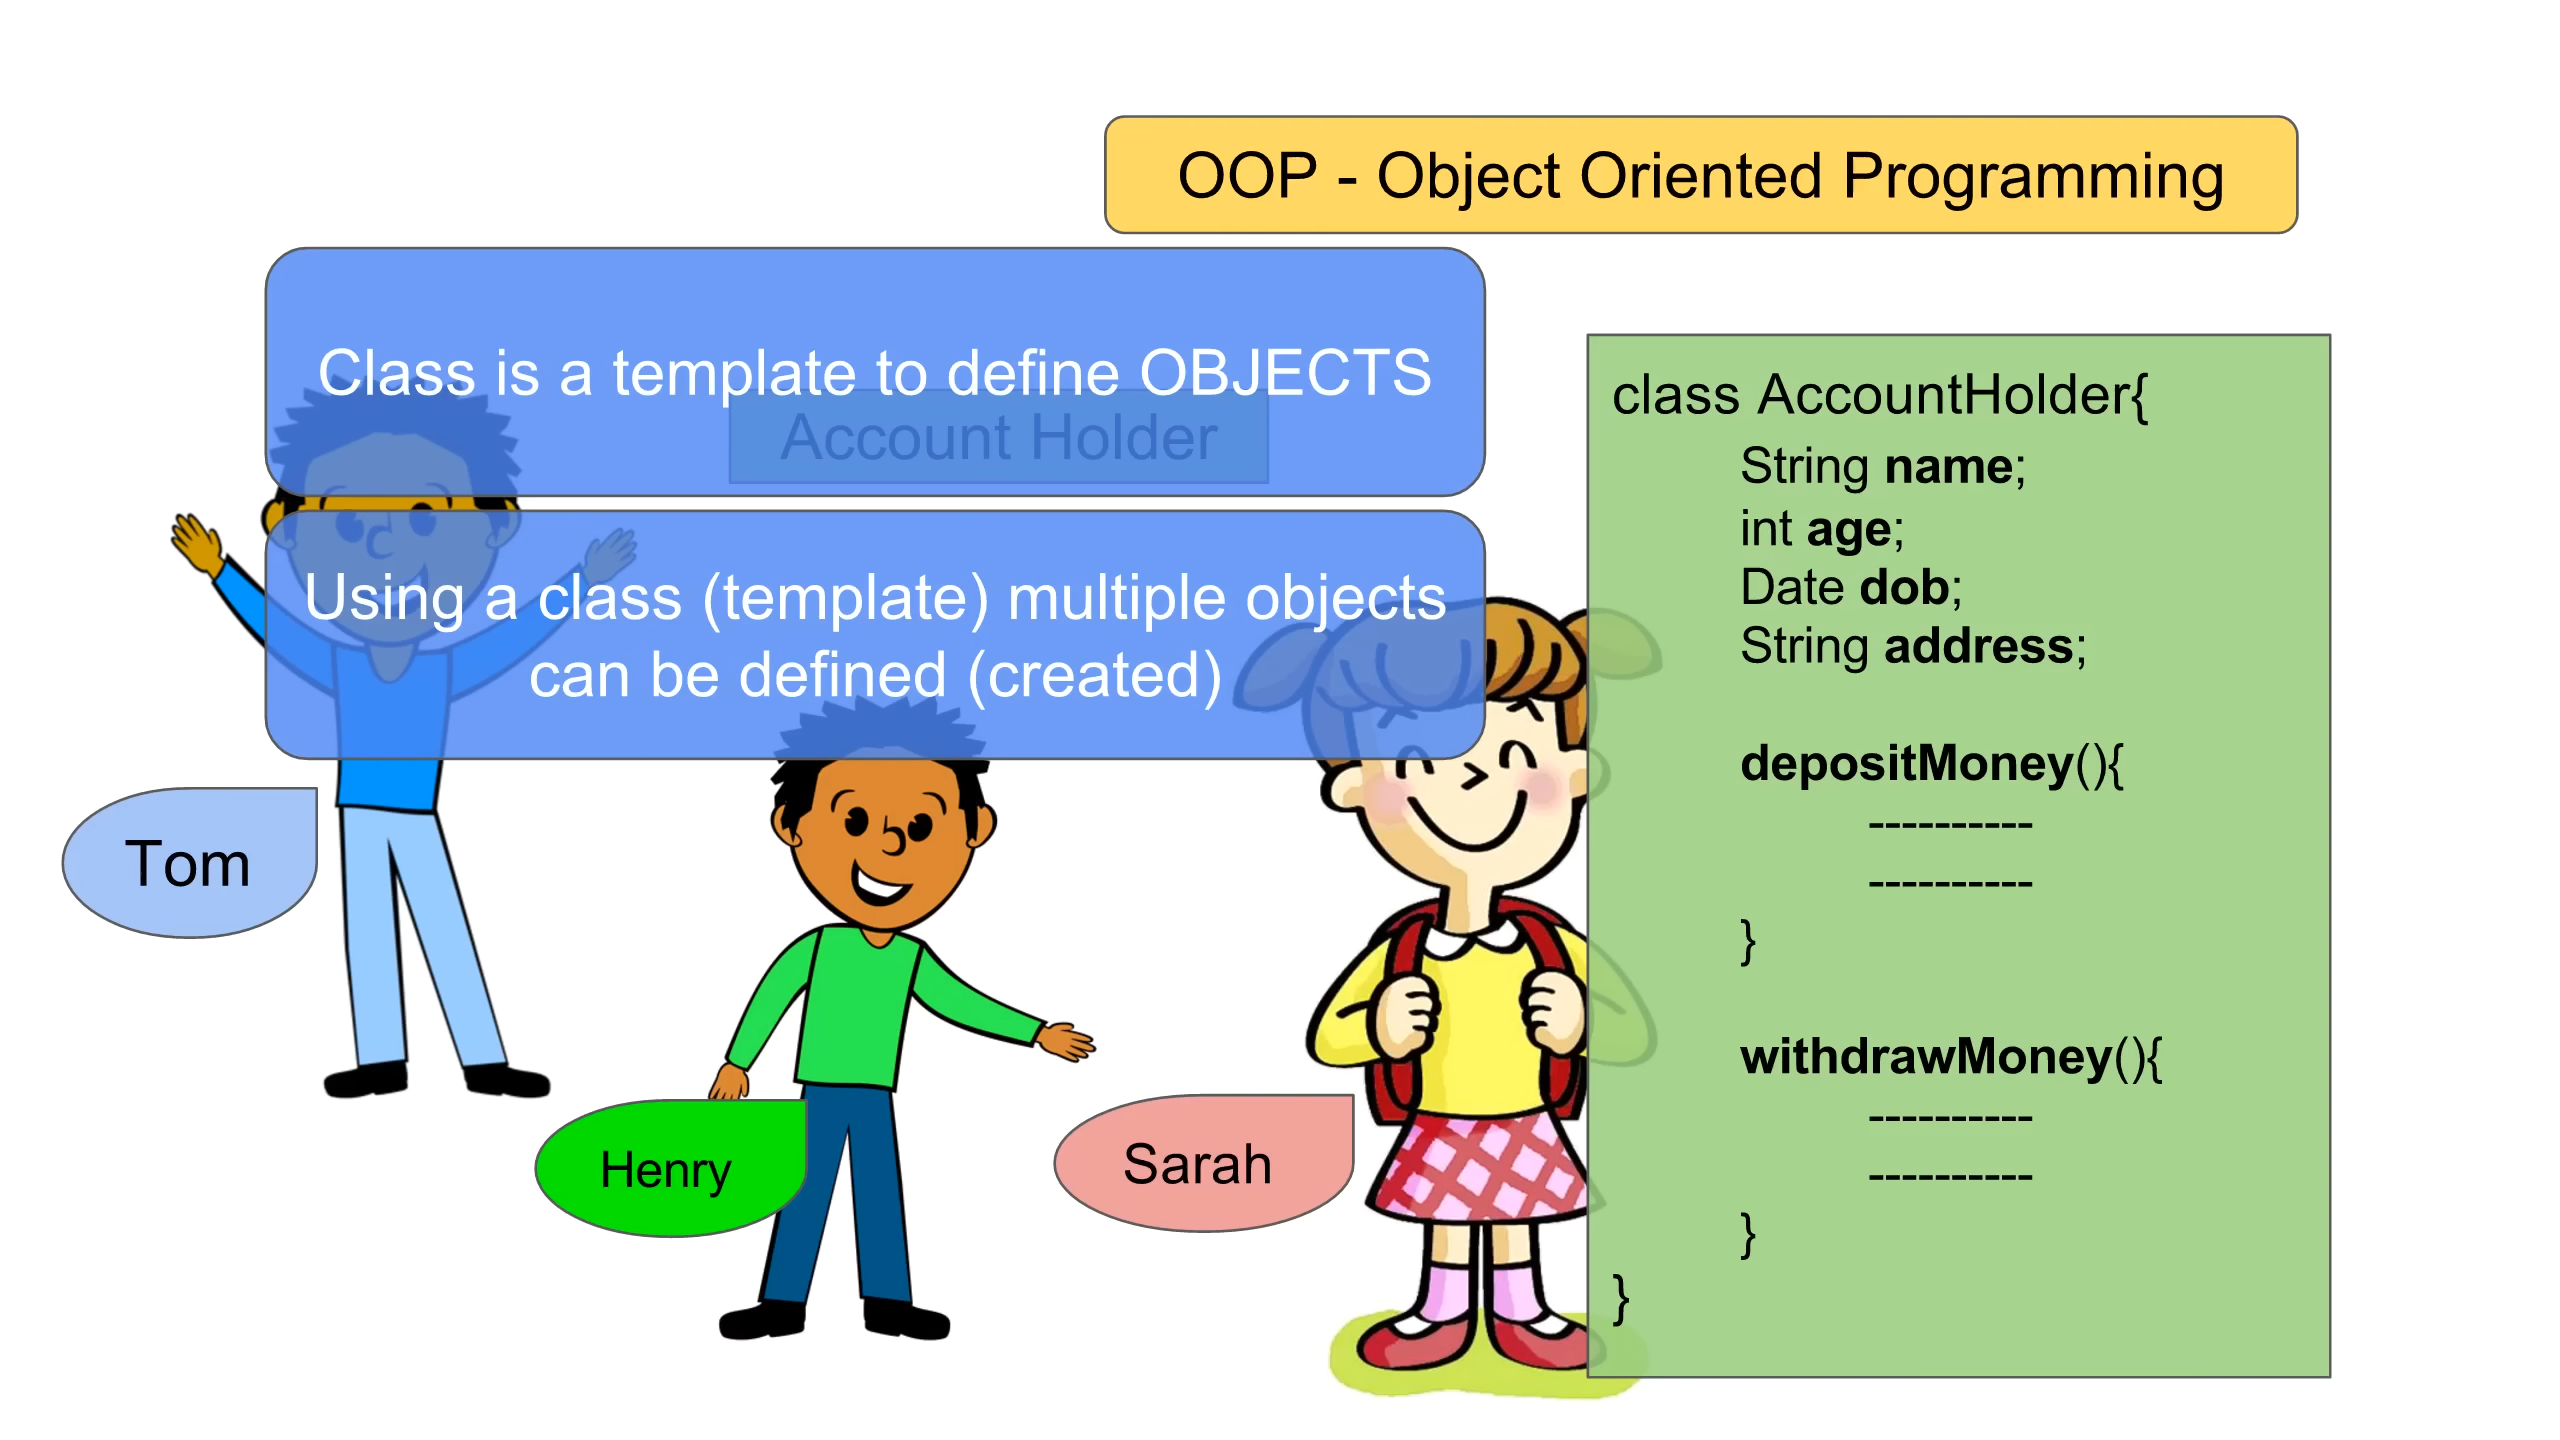 OOP - Object Oriented Programming
Class is a template to define OBJECTS
Account Holder
Using a class (template) multiple objects
can be defined (created)
Tom
Henry
Sarah
class AccountHolder{
String name;
int age;
Date dob;
String address;
depositMoney(){
----------
----------
}
withdrawMoney(){
----------
----------
}
}